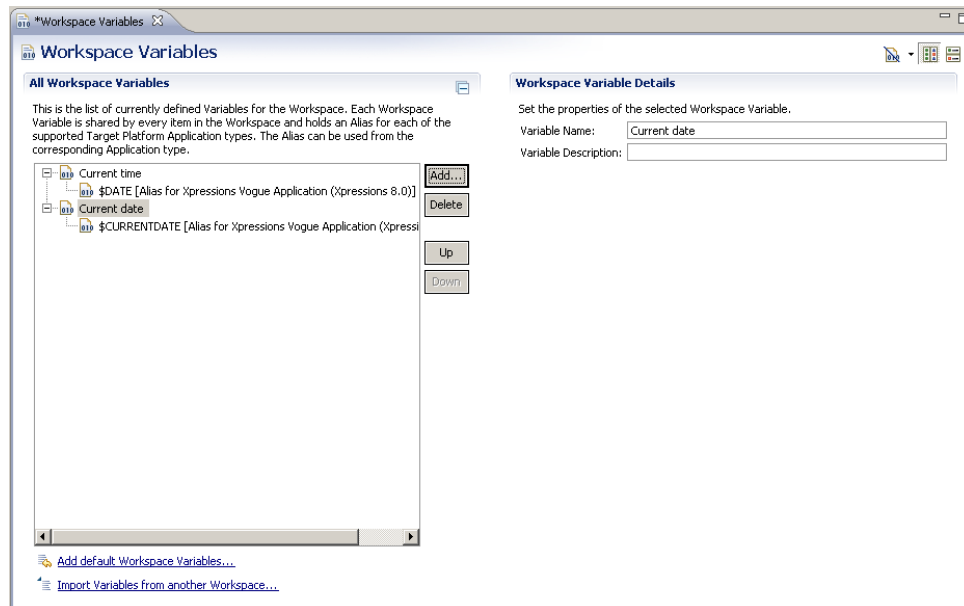 *Workspace Variables
Workspace Variables
All Workspace Variables
This is the list of currently defined Variables for the Workspace. Each Workspace
Variable is shared by every item in the Workspace and holds an Alias for each of the
supported Target Platform Application types. The Alias can be used from the
corresponding Application type.
Current time
$DATE [Alias for Xpressions Vogue Application (Xpressions 8.0)]
Current date
$CURRENTDATE [Alias for Xpressions Vogue Application (Xpressi
Add...
Delete
Up
Down
Add default Workspace Variables...
Import Variables from another Workspace...
Workspace Variable Details
Set the properties of the selected Workspace Variable.
Variable Name: Current date
Variable Description: